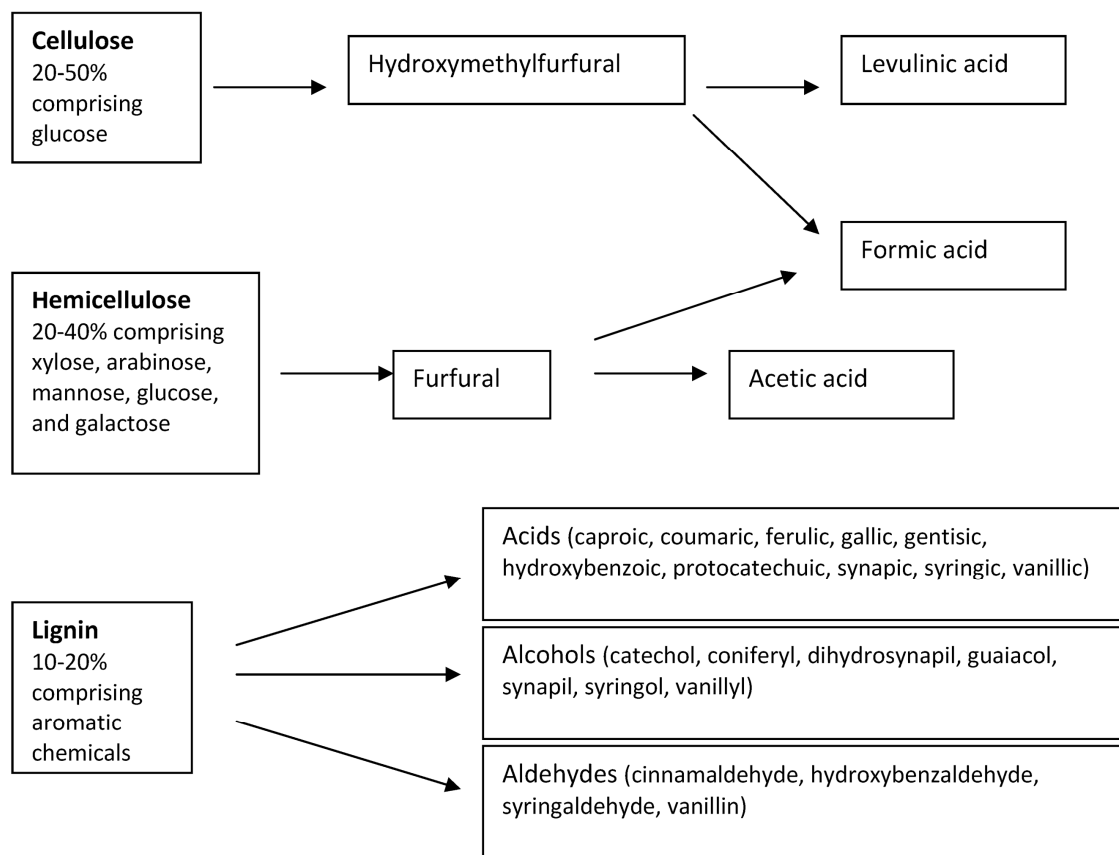 Cellulose
20-50%
comprising
glucose
Hydroxymethylfurfural
Levulinic acid
Formic acid
Hemicellulose
20-40% comprising
xylose, arabinose,
mannose, glucose,
and galactose
Furfural
Acetic acid
Lignin
10-20%
comprising
aromatic
chemicals
Acids (caproic, coumaric, ferulic, gallic, gentisic,
hydroxybenzoic, protocatechuic, synapic, syringic, vanillic)
Alcohols (catechol, coniferyl, dihydrosynapil, guaiacol,
synapil, syringol, vanillyl)
Aldehydes (cinnamaldehyde, hydroxybenzaldehyde,
syringaldehyde, vanillin)